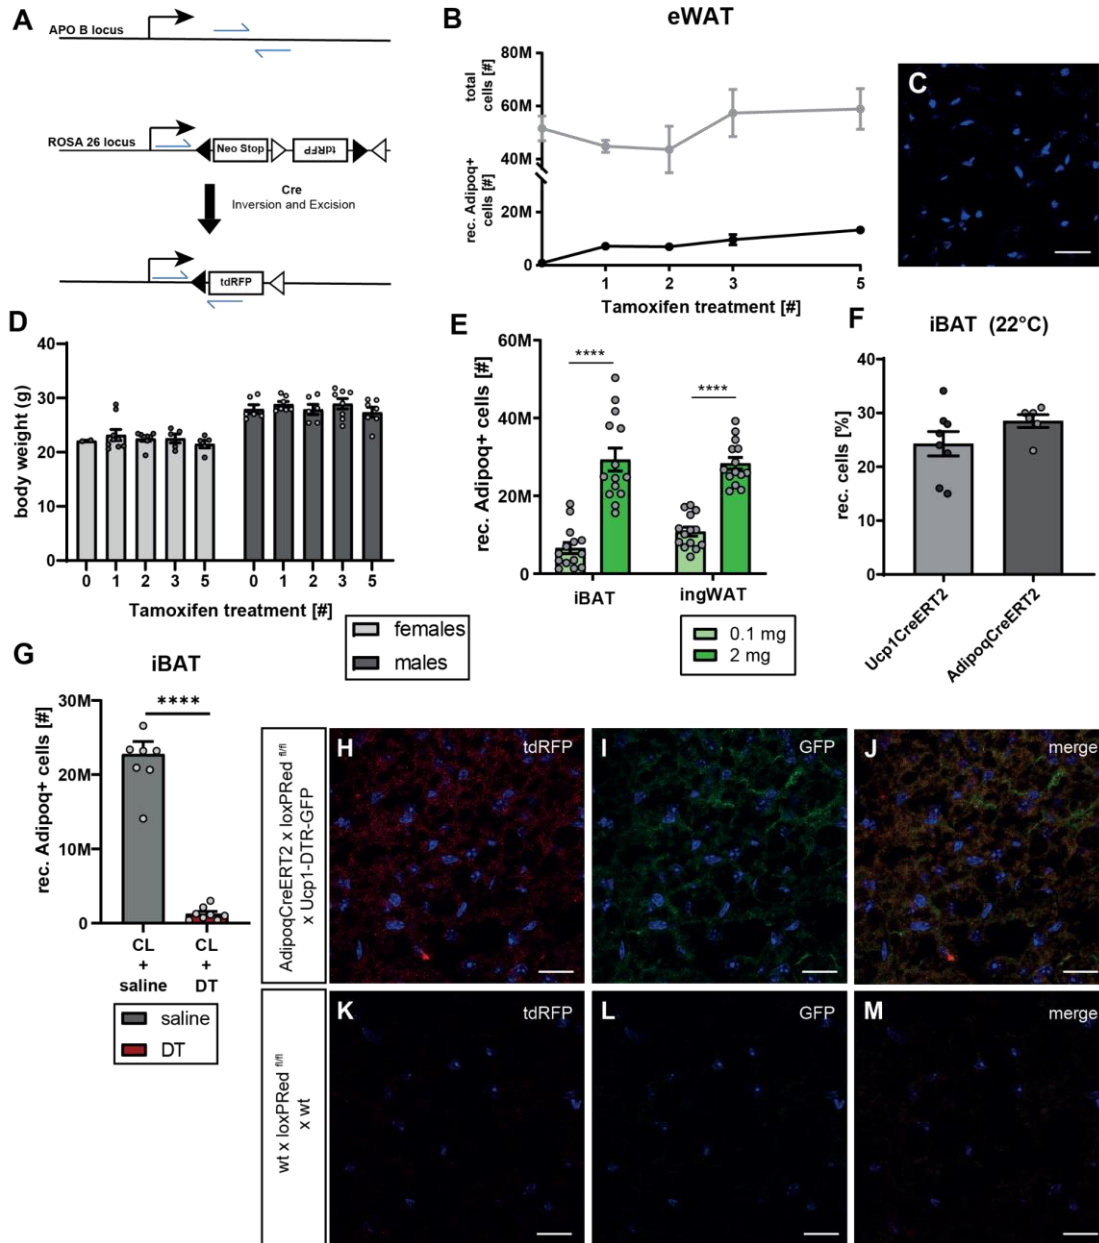 A
APO B locus
ROSA 26 locus
Neo Stop
tdRFP
Cre
Inversion and Excision
tdRFP
B
eWAT
total
cells [#]
rec. Adipoq+
cells [#]
80M
60M
40M
20M
0
1
2
3
5
Tamoxifen treatment [#]
C
D
body weight (g)
40
30
20
10
0
0 1 2 3 5 0 1 2 3 5
Tamoxifen treatment [#]
females
males
E
rec. Adipoq+ cells [#]
60M
40M
20M
0
**** ****
iBAT ingWAT
0.1 mg
2 mg
F
iBAT (22°C)
rec. cells [%]
40
30
20
10
0
Ucp1CreERT2
AdipoqCreERT2
G
iBAT
rec. Adipoq+ cells [#]
30M
20M
10M
0
****
CL CL
+ +
saline DT
saline
DT
AdipoqCreERT2 x loxPRed fl/fl
x Ucp1-DTR-GFP
H tdRFP
I GFP
J merge
wt x loxPRed fl/fl
x wt
K tdRFP
L GFP
M merge